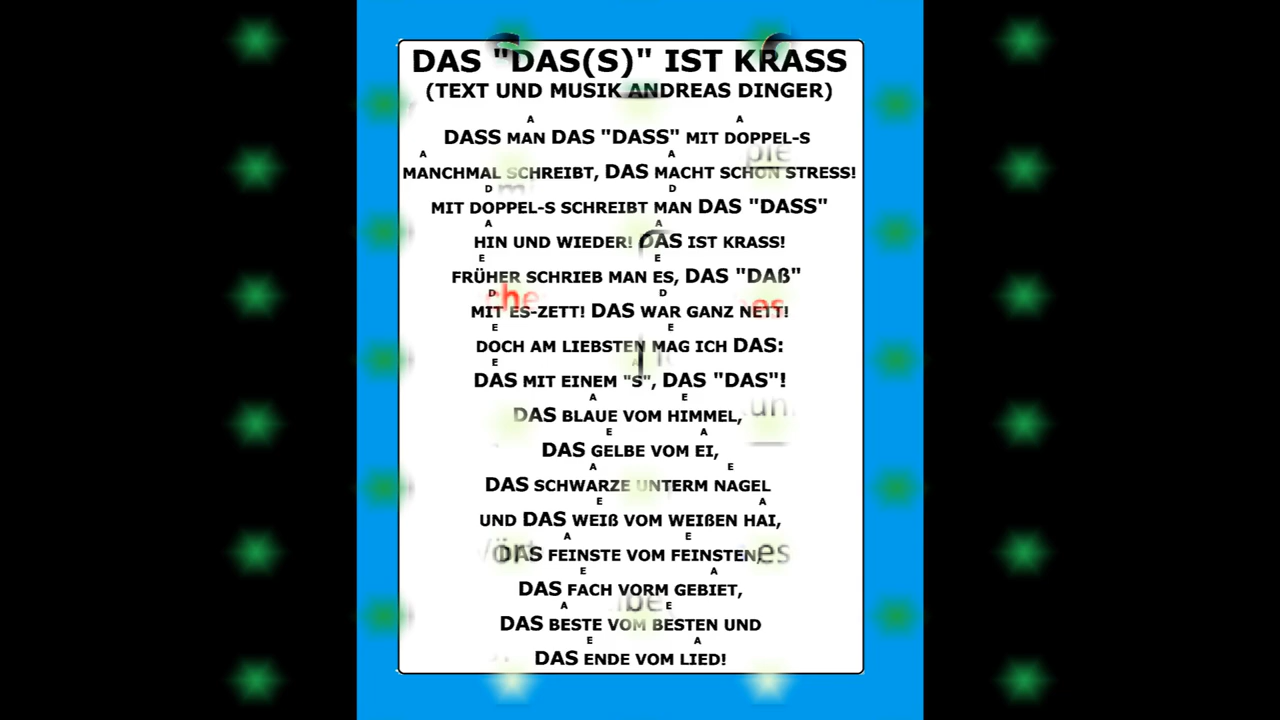 DAS "DAS(S)" IST KRASS
(TEXT UND MUSIK ANDREAS DINGER)
A A
DASS MAN DAS "DASS" MIT DOPPEL-S
A A
MANCHMAL SCHREIBT, DAS MACHT SCHON STRESS!
D D
MIT DOPPEL-S SCHREIBT MAN DAS "DASS"
A A
HIN UND WIEDER! DAS IST KRASS!
E E
FRÜHER SCHRIEB MAN ES, DAS "DAß"
D D
MIT ES-ZETT! DAS WAR GANZ NETT!
E E
DOCH AM LIEBSTEN MAG ICH DAS:
E
DAS MIT EINEM "S", DAS "DAS"!
A E
DAS BLAUE VOM HIMMEL,
E A
DAS GELBE VOM EI,
A E
DAS SCHWARZE UNTERM NAGEL
E A
UND DAS WEIß VOM WEIßEN HAI,
A E
DAS FEINSTE VOM FEINSTEN,
E A
DAS FACH VORM GEBIET,
A E
DAS BESTE VOM BESTEN UND
E A
DAS ENDE VOM LIED!